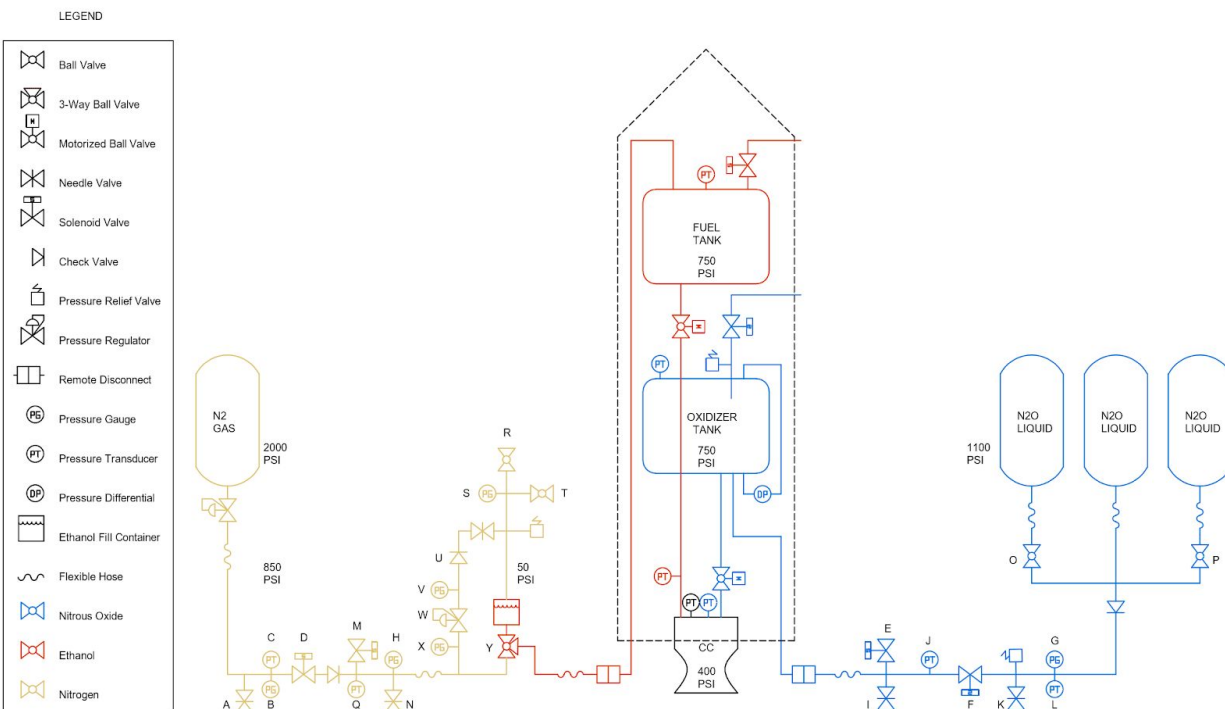 LEGEND
Ball Valve
3-Way Ball Valve
M
Motorized Ball Valve
Needle Valve
S
Solenoid Valve
Check Valve
Pressure Relief Valve
Pressure Regulator
Remote Disconnect
PG
Pressure Gauge
PT
Pressure Transducer
DP
Pressure Differential
Ethanol Fill Container
Flexible Hose
Nitrous Oxide
Ethanol
Nitrogen
N2
GAS
2000
PSI
850
PSI
A
PT
C
PG
B
S
D
S
M
PT
Q
PG
H
N
R
PG
S
T
U
PG
V
W
PG
X
50
PSI
Y
PT
S
FUEL
TANK
750
PSI
M
S
PT
OXIDIZER
TANK
750
PSI
DP
M
PT
PT
PT
CC
400
PSI
1100
PSI
N2O
LIQUID
N2O
LIQUID
N2O
LIQUID
O
P
S
E
I
PT
J
S
F
K
PG
G
PT
L